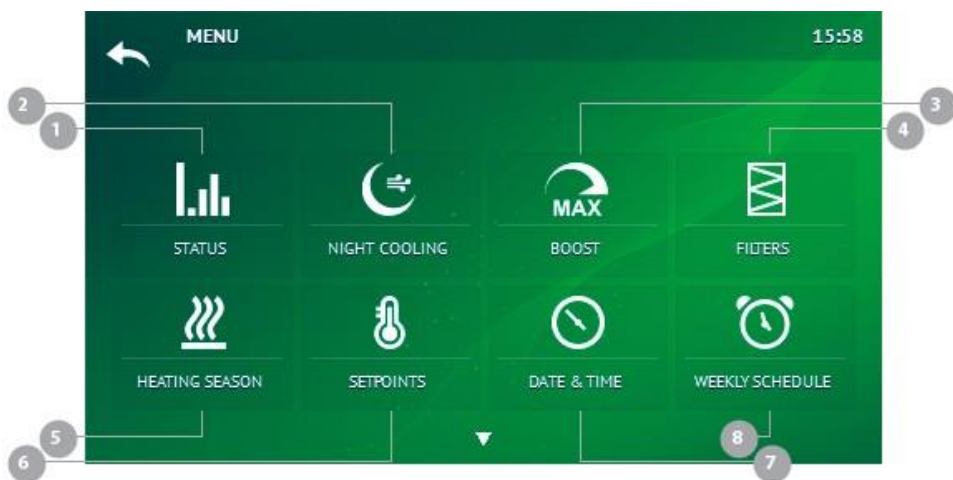 MENU 15:58
2 3
1 4
MAX
STATUS NIGHT COOLING BOOST FILTERS
HEATING SEASON SETPOINTS DATE & TIME WEEKLY SCHEDULE
5 8
6 7